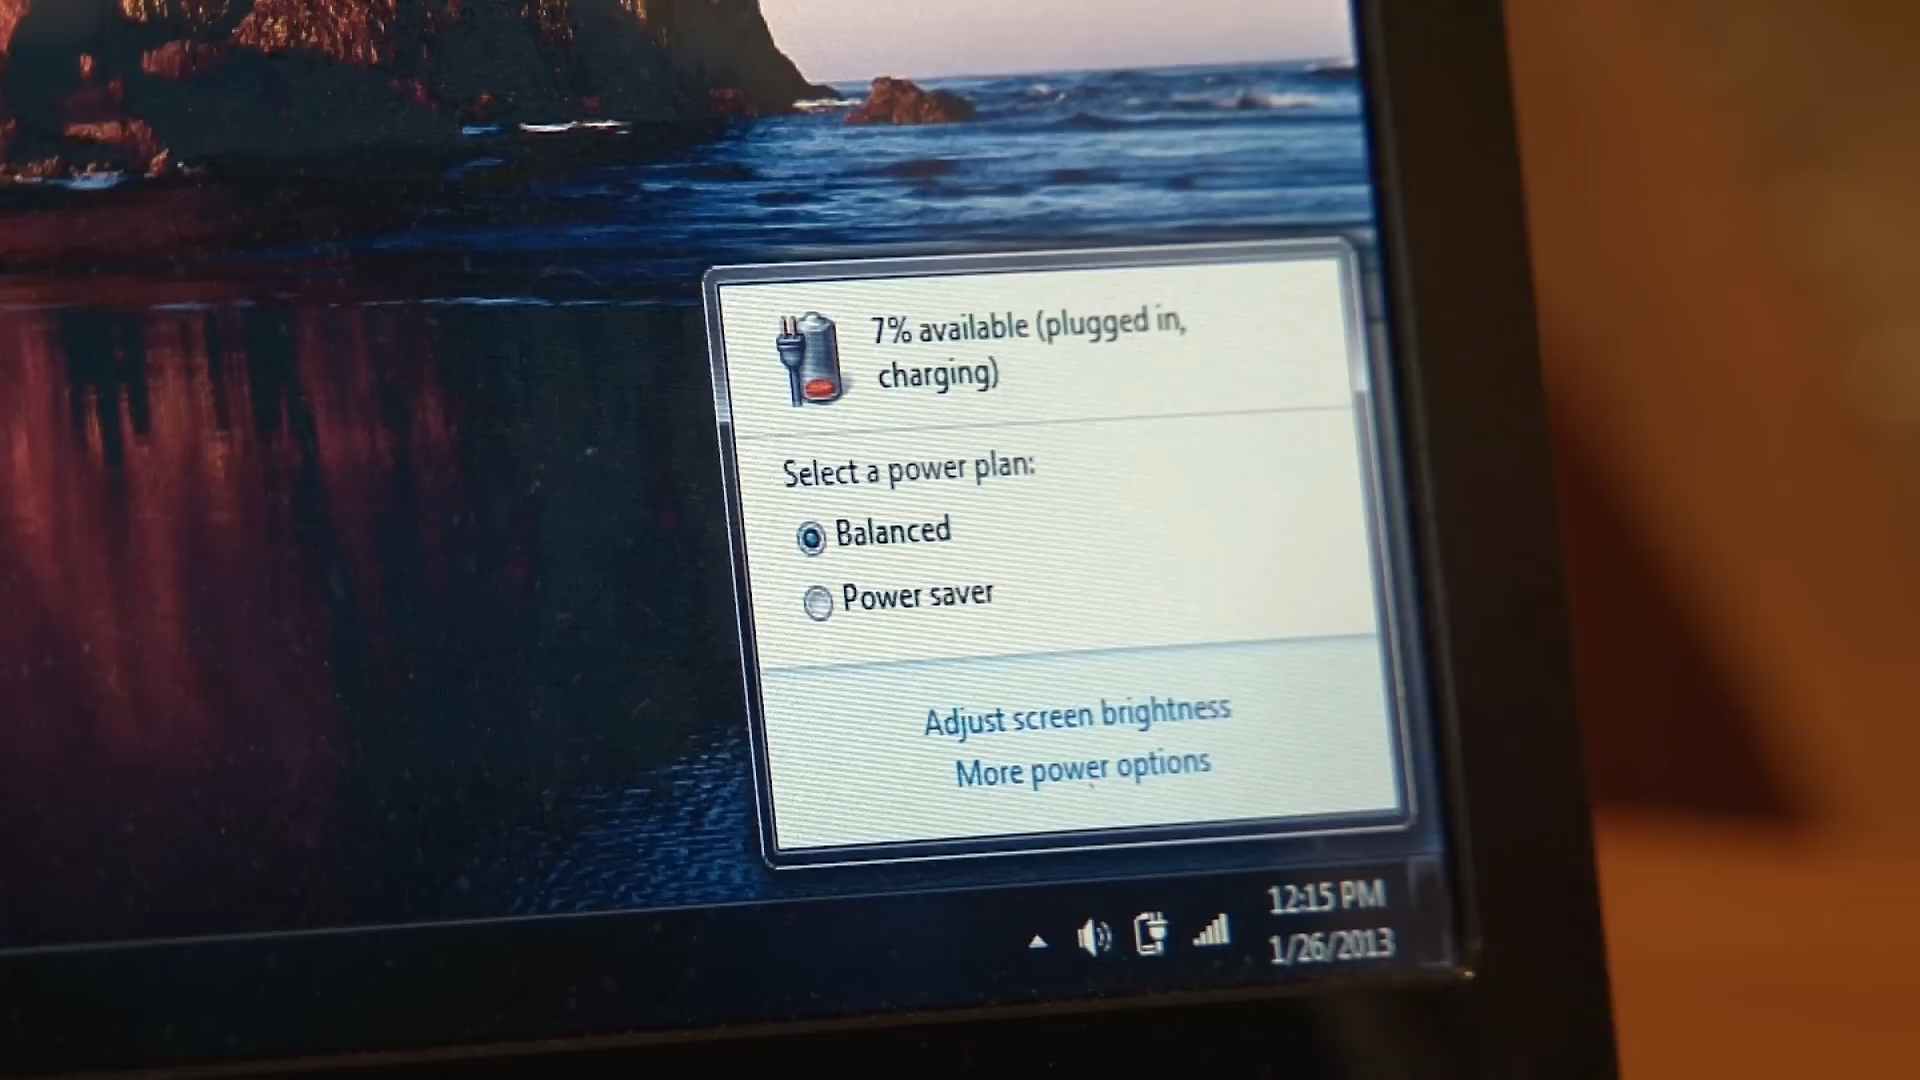 7% available (plugged in,
charging)
Select a power plan:
Balanced
Power saver
Adjust screen brightness
More power options
12:15 PM
1/26/2013